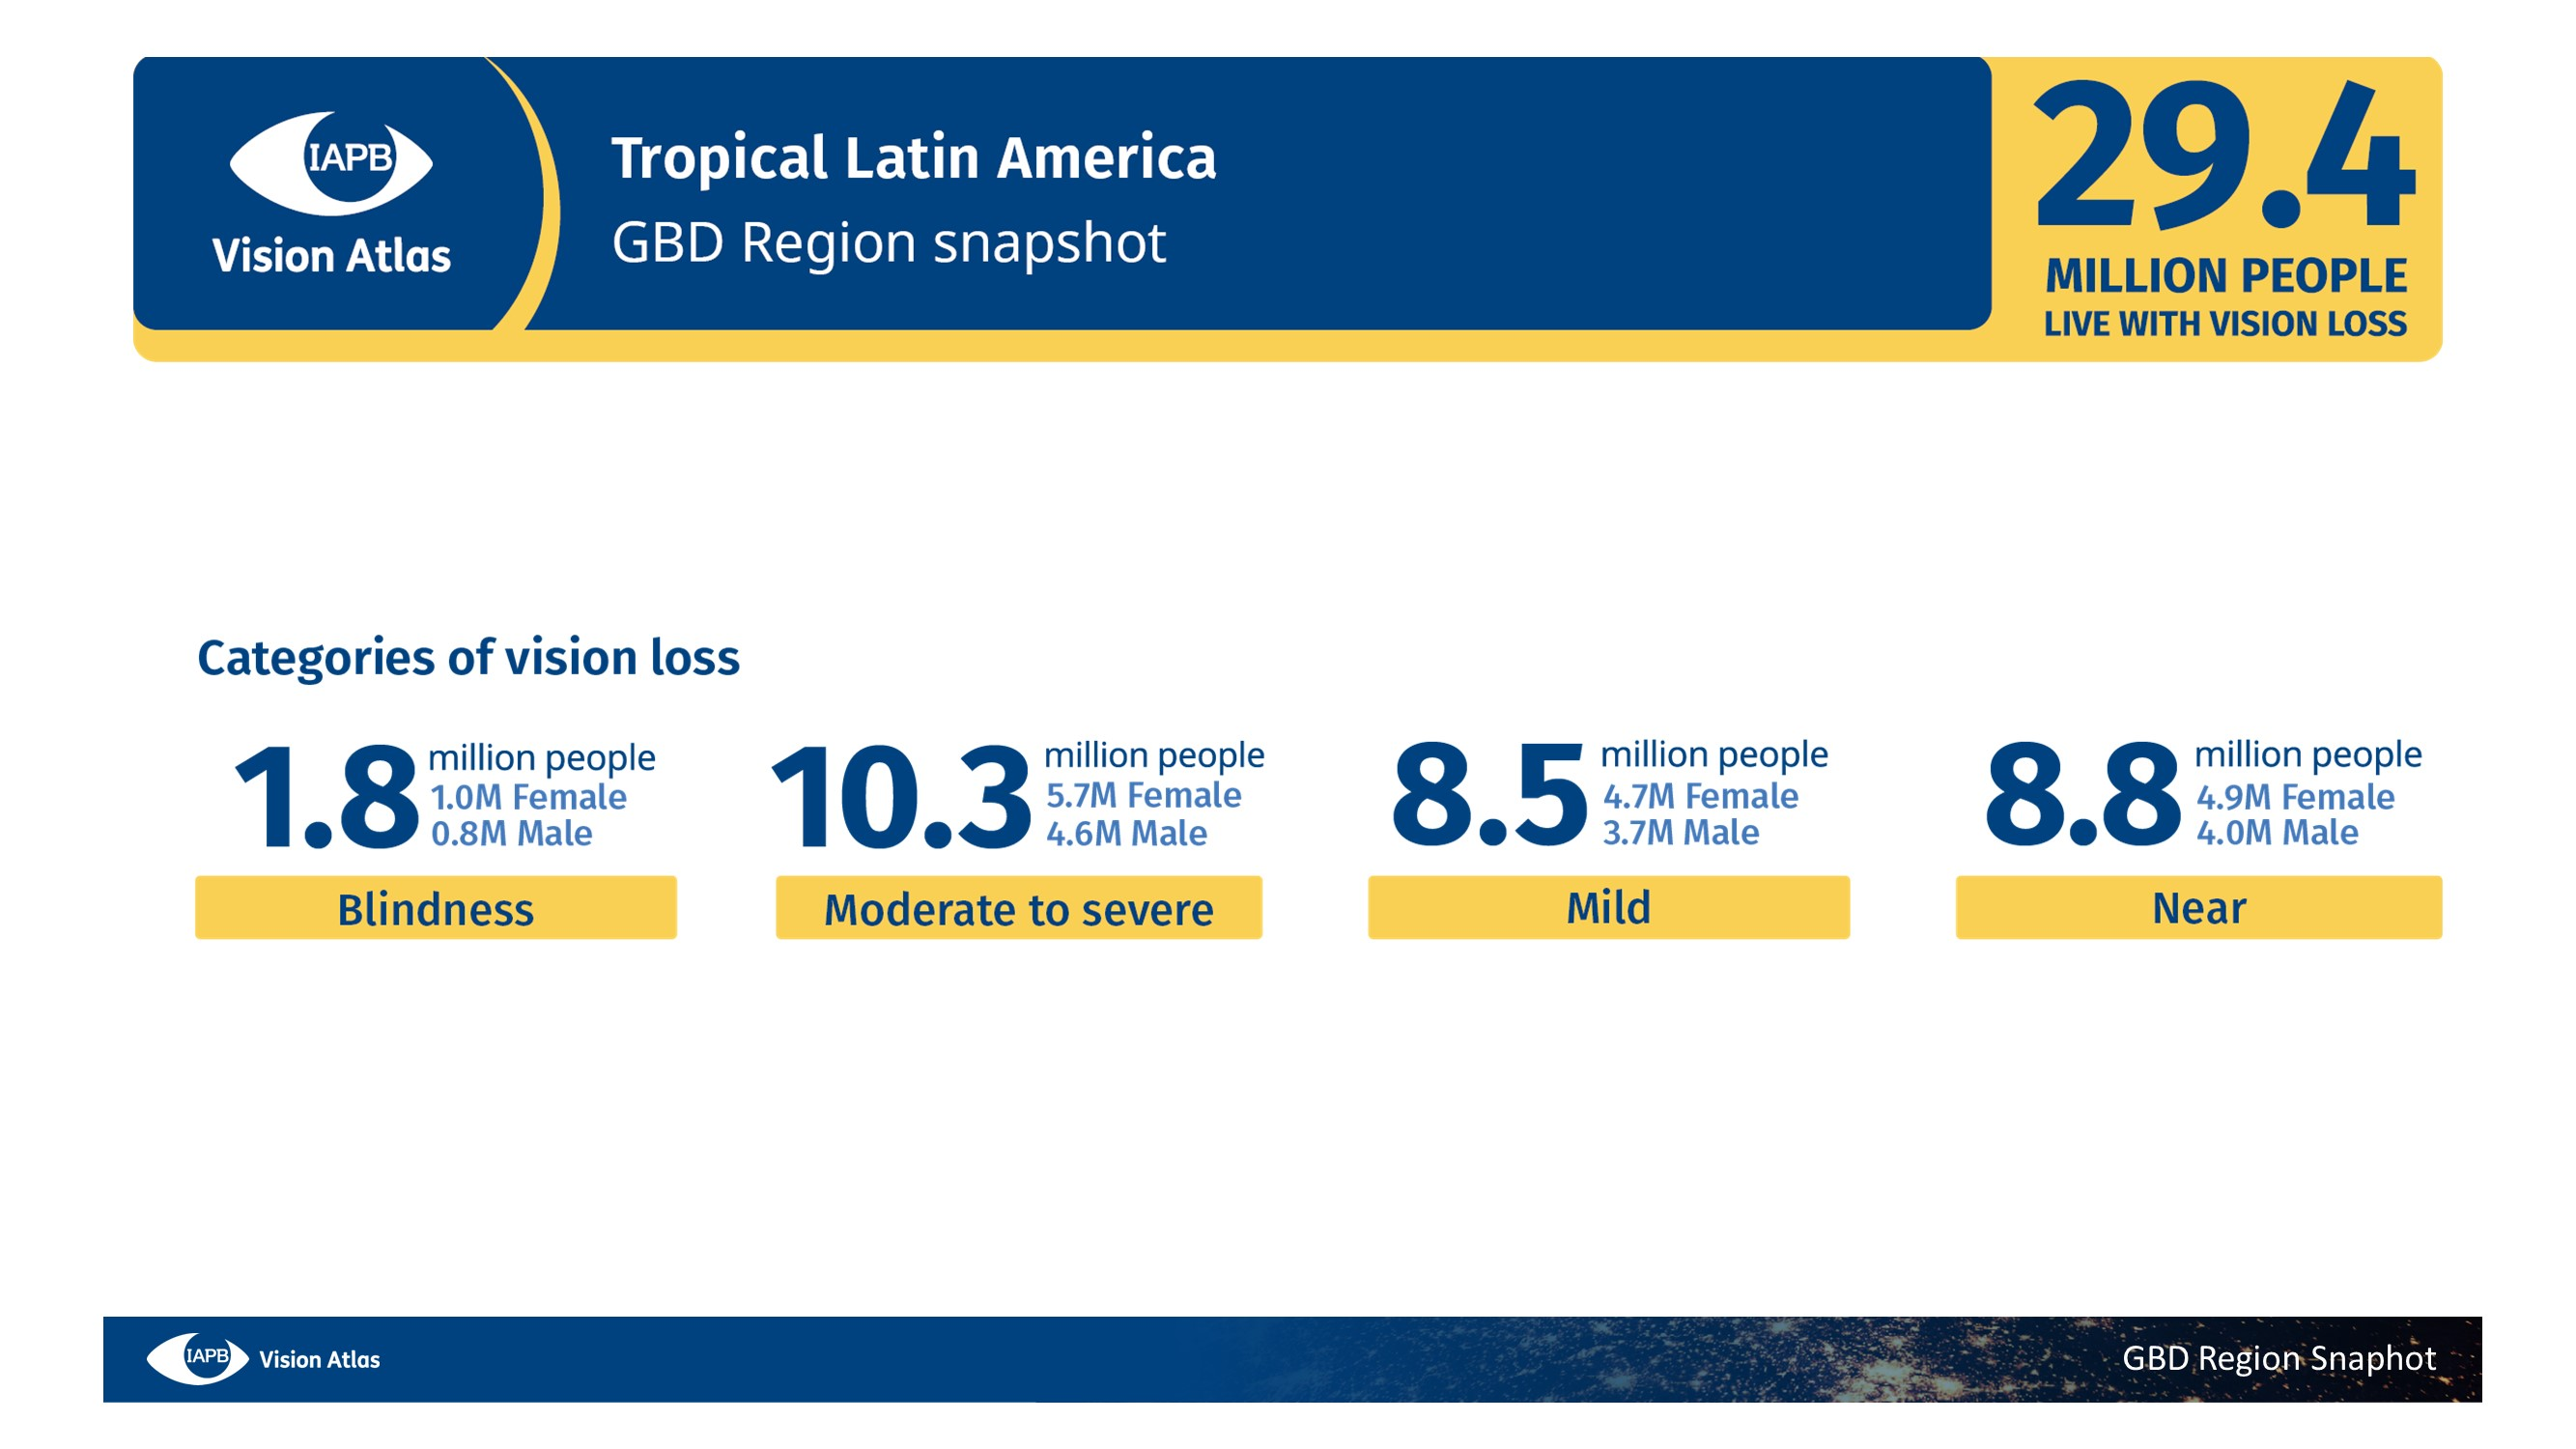 IAPB
Vision Atlas
Tropical Latin America
GBD Region snapshot
29.4
MILLION PEOPLE
LIVE WITH VISION LOSS
Categories of vision loss
1.8 million people
1.0M Female
0.8M Male
Blindness
10.3 million people
5.7M Female
4.6M Male
Moderate to severe
8.5 million people
4.7M Female
3.7M Male
Mild
8.8 million people
4.9M Female
4.0M Male
Near
IAPB Vision Atlas
GBD Region Snaphot